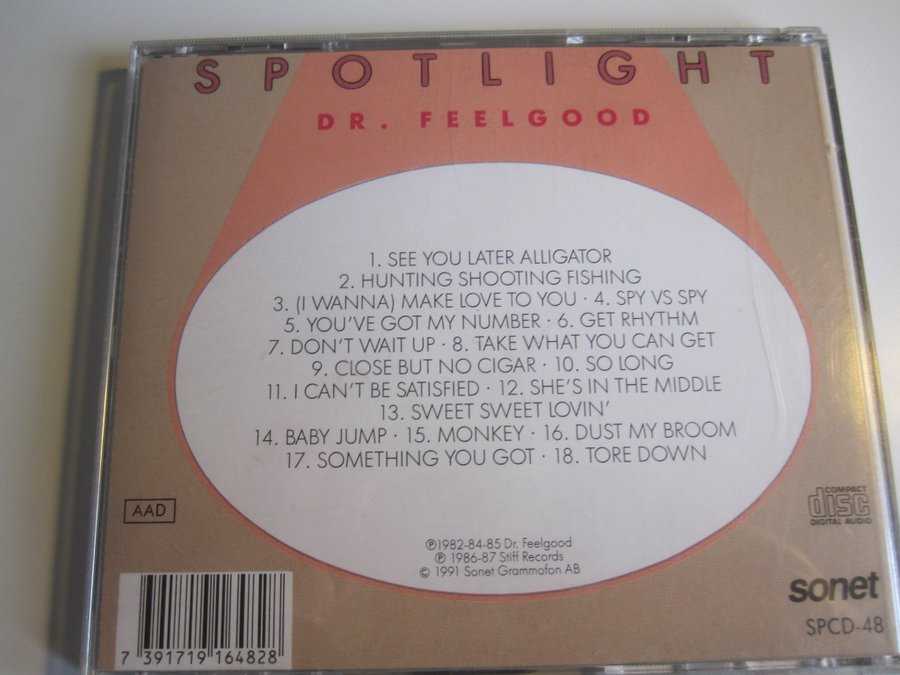 SPOTLIGHT
DR. FEELGOOD
1. SEE YOU LATER ALLIGATOR
2. HUNTING SHOOTING FISHING
3. (I WANNA) MAKE LOVE TO YOU · 4. SPY VS SPY
5. YOU'VE GOT MY NUMBER · 6. GET RHYTHM
7. DON'T WAIT UP · 8. TAKE WHAT YOU CAN GET
9. CLOSE BUT NO CIGAR · 10. SO LONG
11. I CAN'T BE SATISFIED · 12. SHE'S IN THE MIDDLE
13. SWEET SWEET LOVIN'
14. BABY JUMP · 15. MONKEY · 16. DUST MY BROOM
17. SOMETHING YOU GOT · 18. TORE DOWN
AAD
COMPACT
disc
DIGITAL AUDIO
℗1982-84-85 Dr. Feelgood
℗ 1986-87 Stiff Records
© 1991 Sonet Grammofon AB
sonet
SPCD-48
7 391719 164828